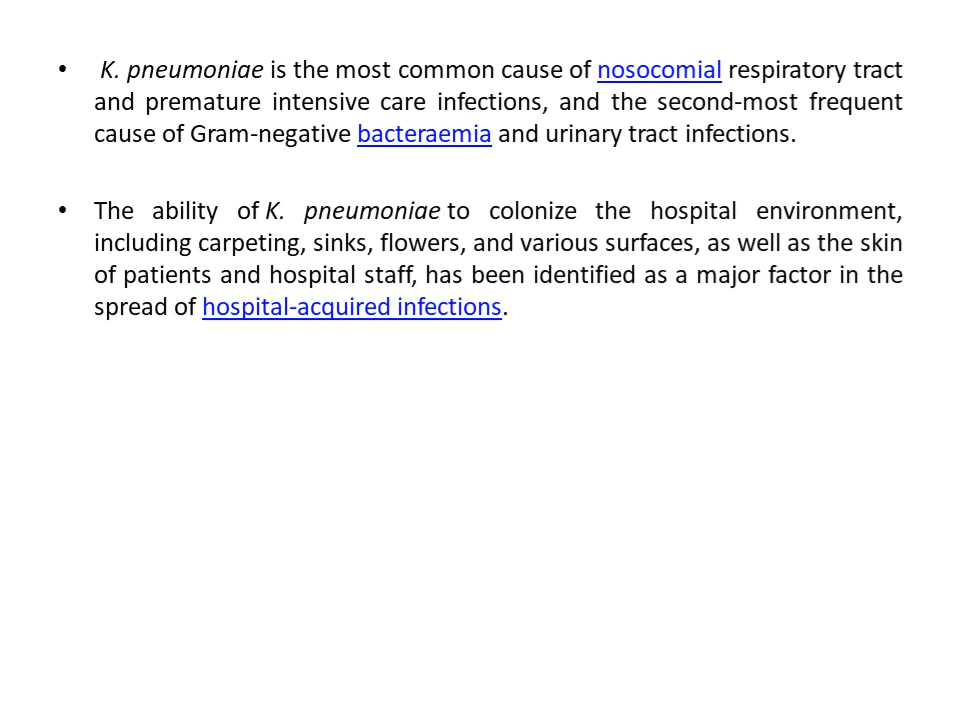 • K. pneumoniae is the most common cause of nosocomial respiratory tract
and premature intensive care infections, and the second-most frequent
cause of Gram-negative bacteraemia and urinary tract infections.
• The ability of K. pneumoniae to colonize the hospital environment,
including carpeting, sinks, flowers, and various surfaces, as well as the skin
of patients and hospital staff, has been identified as a major factor in the
spread of hospital-acquired infections.